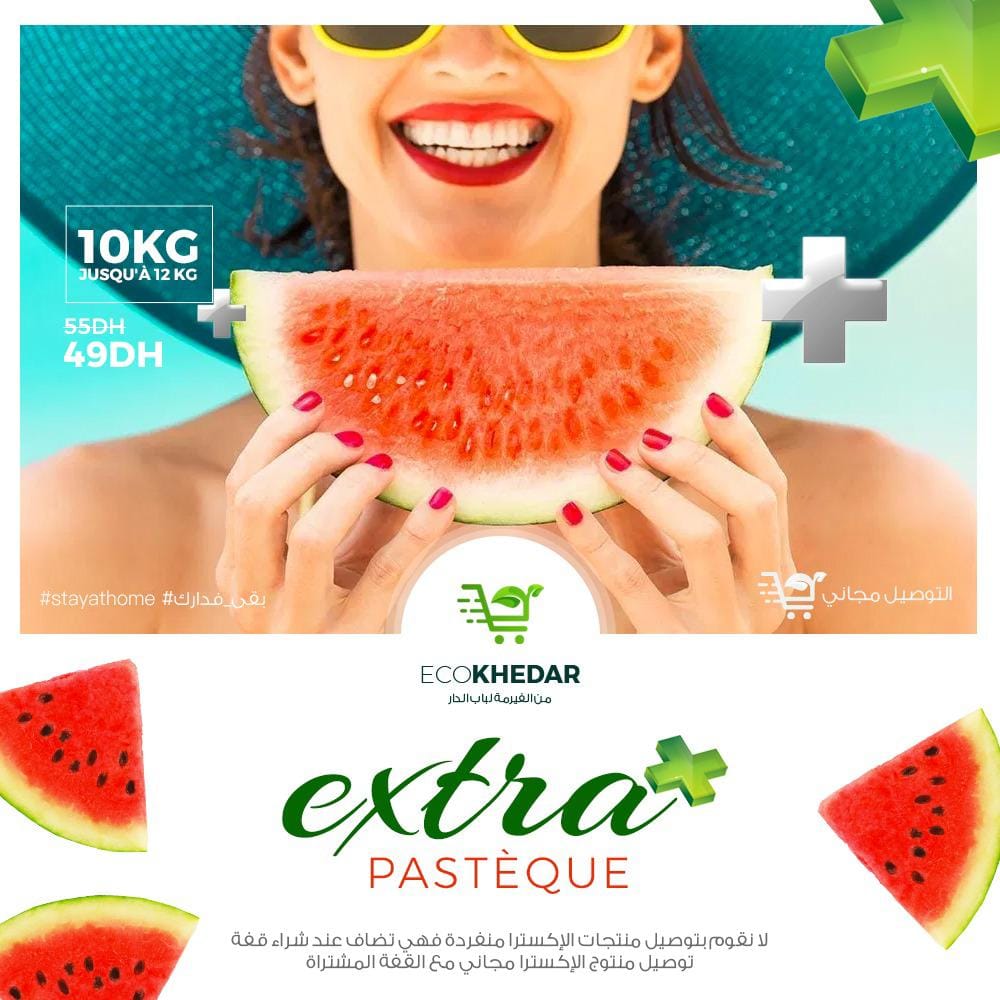 10KG
JUSQU'À 12 KG
55DH
49DH
#stayathome #بقى_فدارك
التوصيل مجاني
ECOKHEDAR
من الفيرمة لباب الدار
extra
PASTÈQUE
لا نقوم بتوصيل منتجات الإكسترا منفردة فهي تضاف عند شراء قفة
توصيل منتوج الإكسترا مجاني مع القفة المشتراة